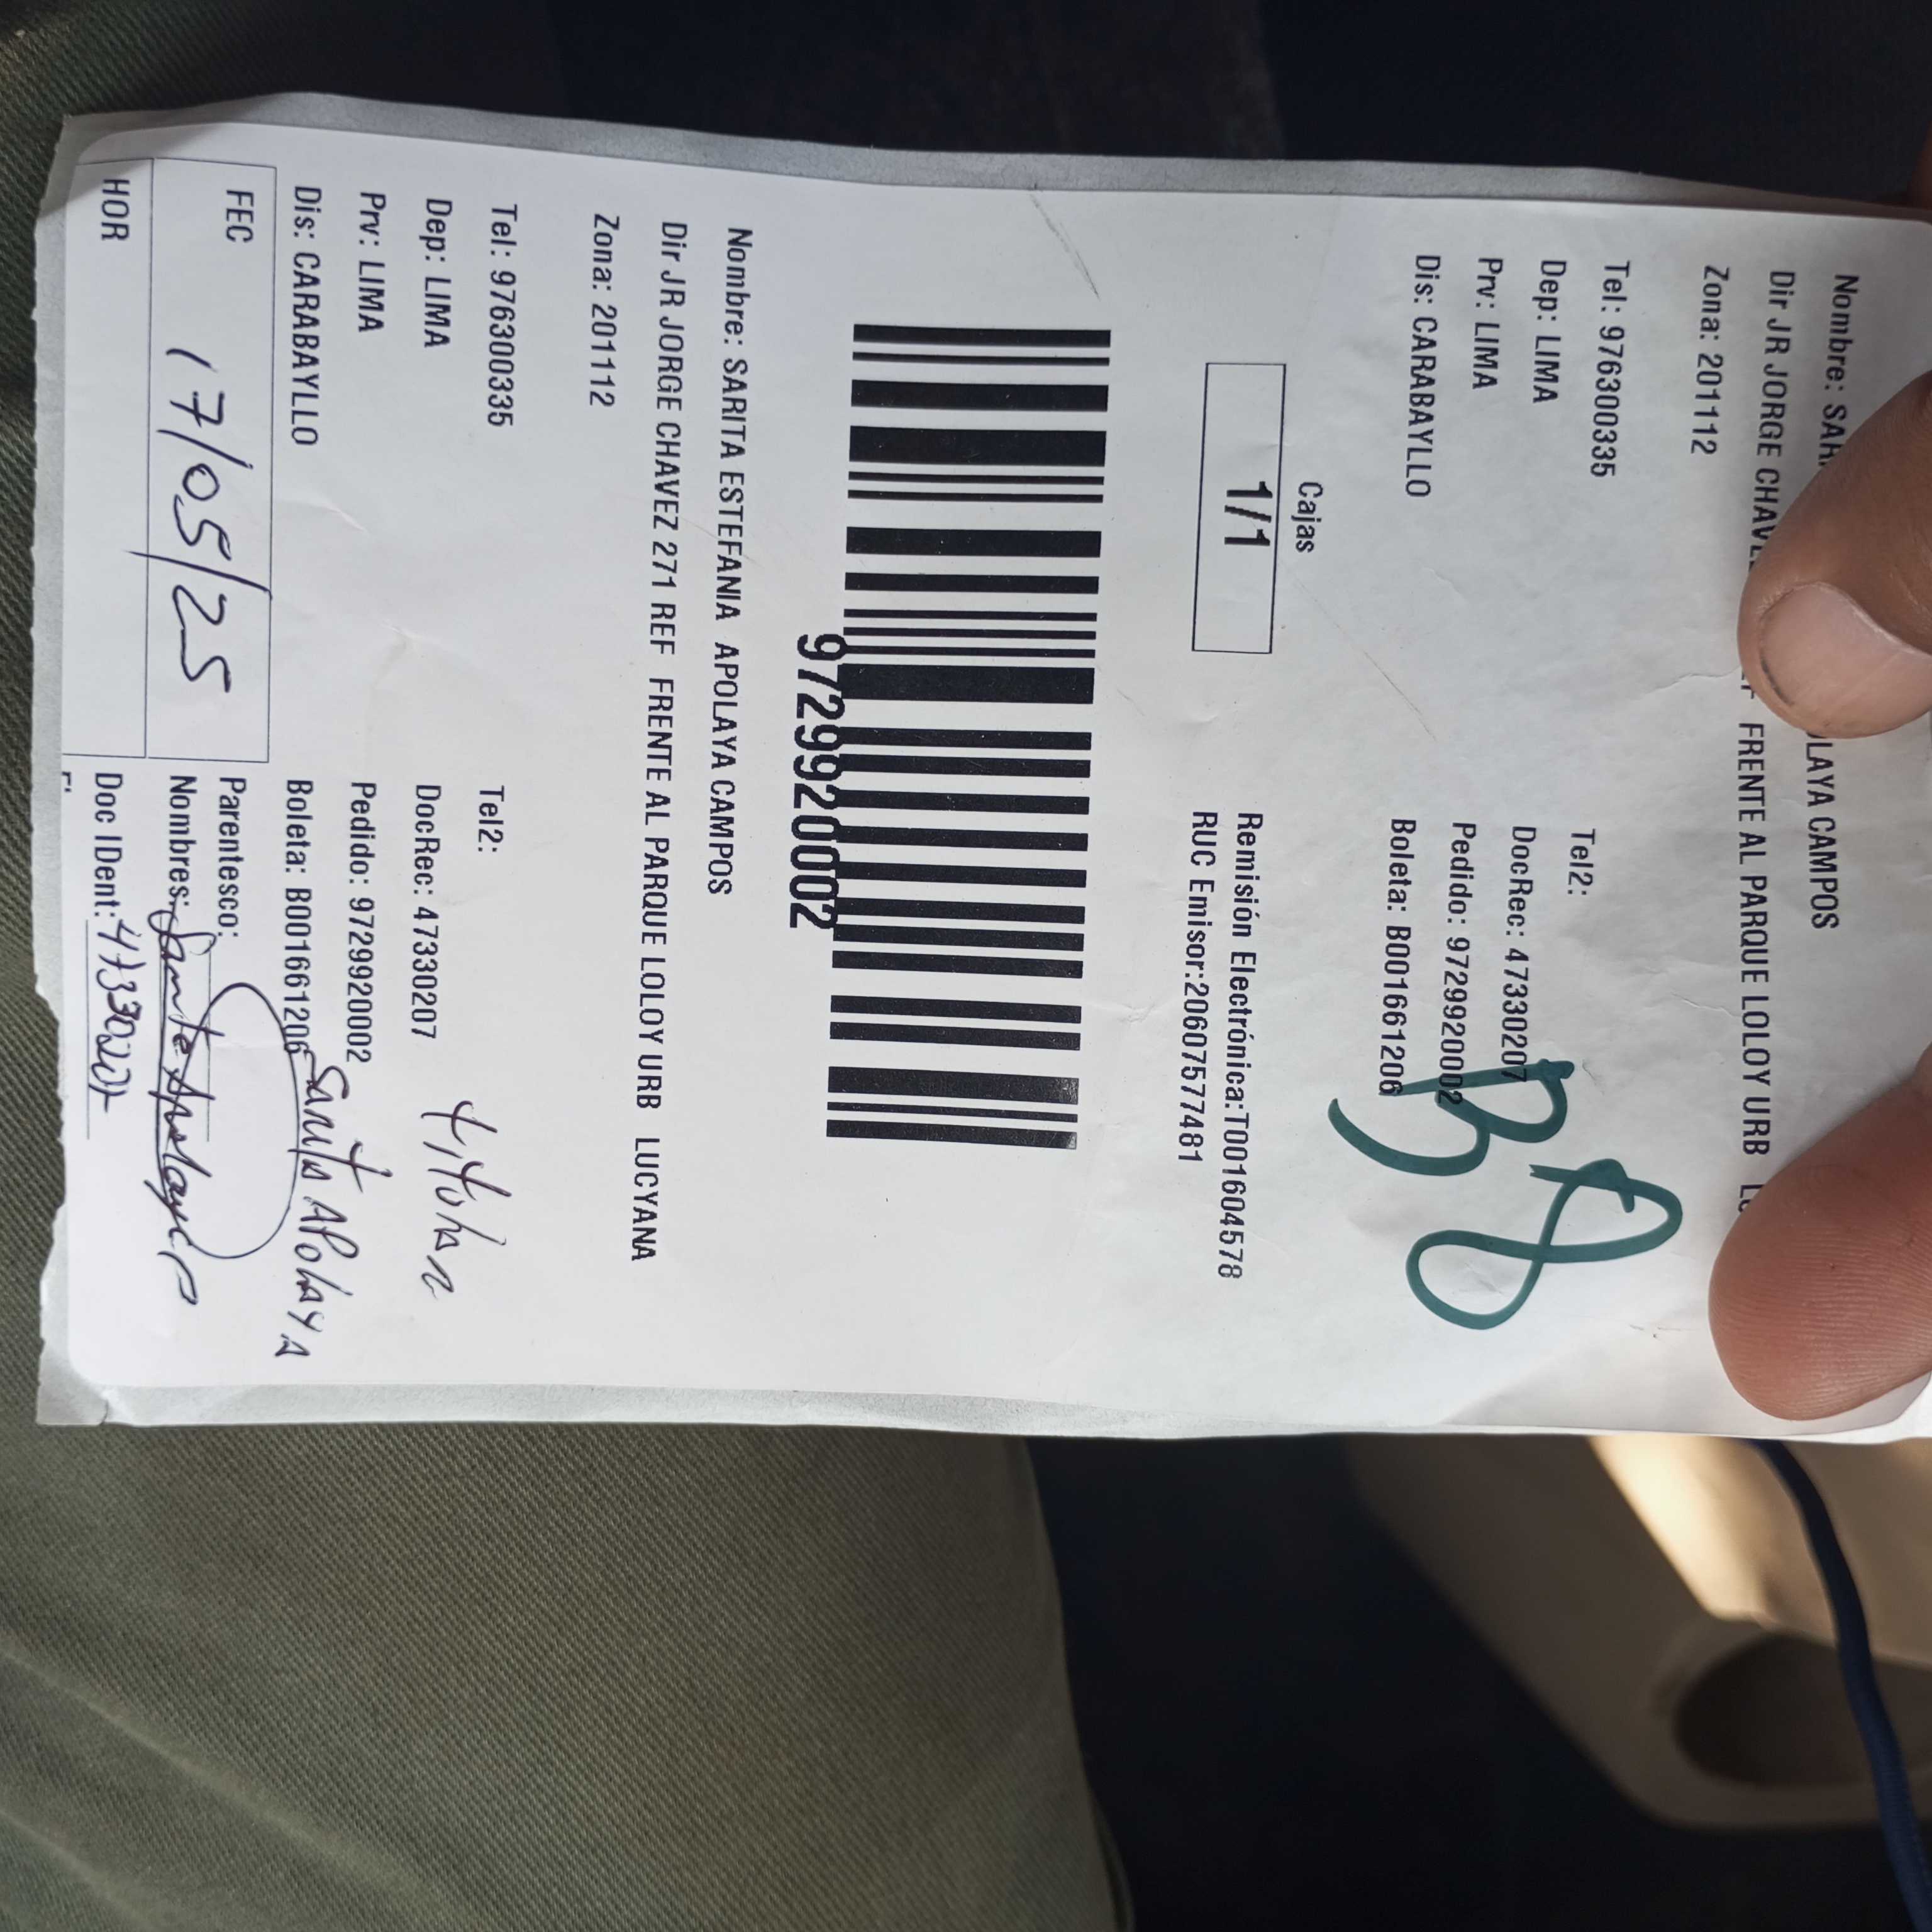 Nombre: SAR LAYA CAMPOS
Dir JR JORGE CHAVE F FRENTE AL PARQUE LOLOY URB L
Zona: 201112
Tel: 976300335 Tel2:
Dep: LIMA DocRec: 47330207
Prv: LIMA Pedido: 9729920002
Dis: CARABAYLLO Boleta: B001661206
B8
Cajas
1/1
Remisión Electrónica:T001604578
RUC Emisor:20607577481
9729920002
Nombre: SARITA ESTEFANIA APOLAYA CAMPOS
Dir JR JORGE CHAVEZ 271 REF FRENTE AL PARQUE LOLOY URB LUCYANA
Zona: 201112
Tel: 976300335 Tel2:
Dep: LIMA DocRec: 47330207
Prv: LIMA Pedido: 9729920002
Dis: CARABAYLLO Boleta: B001661206
Sarita APolaya
FEC 17/05/25 Parentesco:
Nombres:
HOR Doc IDent: 47330207